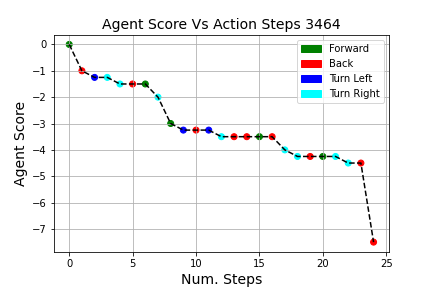 Agent Score Vs Action Steps 3464
Agent Score
0
−1
−2
−3
−4
−5
−6
−7
Forward
Back
Turn Left
Turn Right
0 5 10 15 20 25
Num. Steps